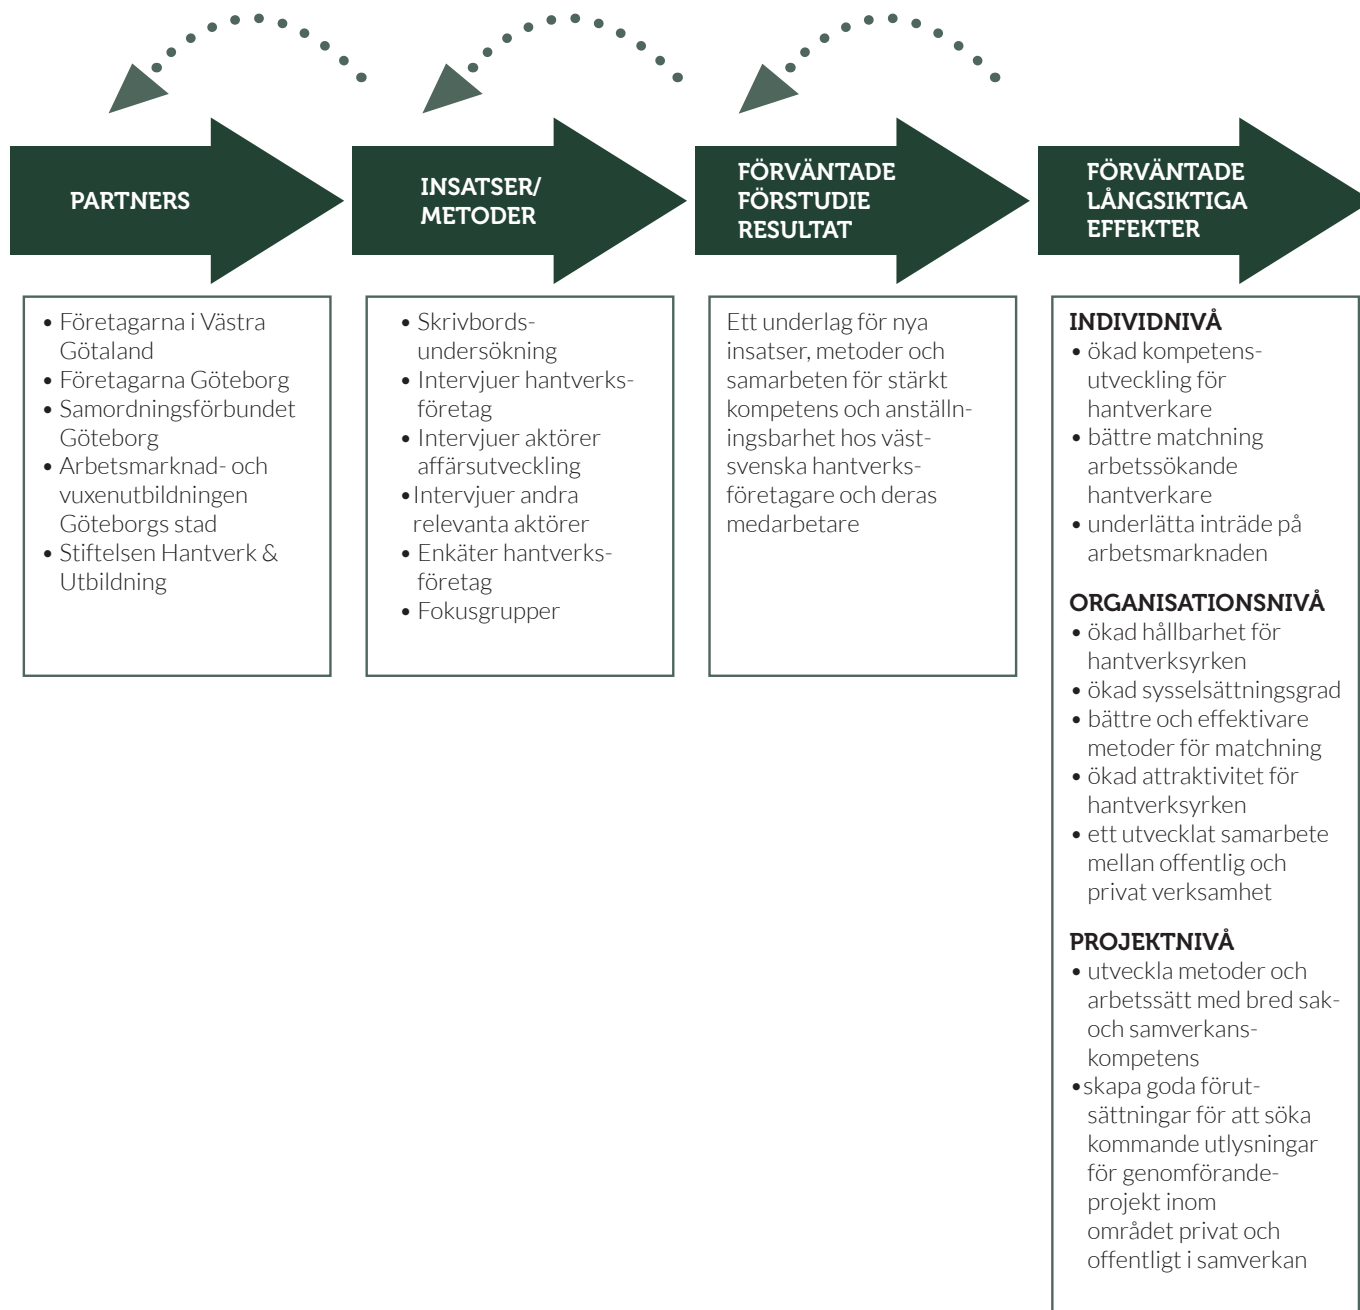 PARTNERS
• Företagarna i Västra
Götaland
• Företagarna Göteborg
• Samordningsförbundet
Göteborg
• Arbetsmarknad- och
vuxenutbildningen
Göteborgs stad
• Stiftelsen Hantverk &
Utbildning
INSATSER/
METODER
• Skrivbords-
undersökning
• Intervjuer hantverks-
företag
• Intervjuer aktörer
affärsutveckling
•Intervjuer andra
relevanta aktörer
• Enkäter hantverks-
företag
• Fokusgrupper
FÖRVÄNTADE
FÖRSTUDIE
RESULTAT
Ett underlag för nya
insatser, metoder och
samarbeten för stärkt
kompetens och anställn-
ingsbarhet hos väst-
svenska hantverks-
företagare och deras
medarbetare
FÖRVÄNTADE
LÅNGSIKTIGA
EFFEKTER
INDIVIDNIVÅ
• ökad kompetens-
utveckling för
hantverkare
• bättre matchning
arbetssökande
hantverkare
• underlätta inträde på
arbetsmarknaden
ORGANISATIONSNIVÅ
• ökad hållbarhet för
hantverksyrken
• ökad sysselsättningsgrad
• bättre och effektivare
metoder för matchning
• ökad attraktivitet för
hantverksyrken
• ett utvecklat samarbete
mellan offentlig och
privat verksamhet
PROJEKTNIVÅ
• utveckla metoder och
arbetssätt med bred sak-
och samverkans-
kompetens
•skapa goda förut-
sättningar för att söka
kommande utlysningar
för genomförande-
projekt inom
området privat och
offentligt i samverkan